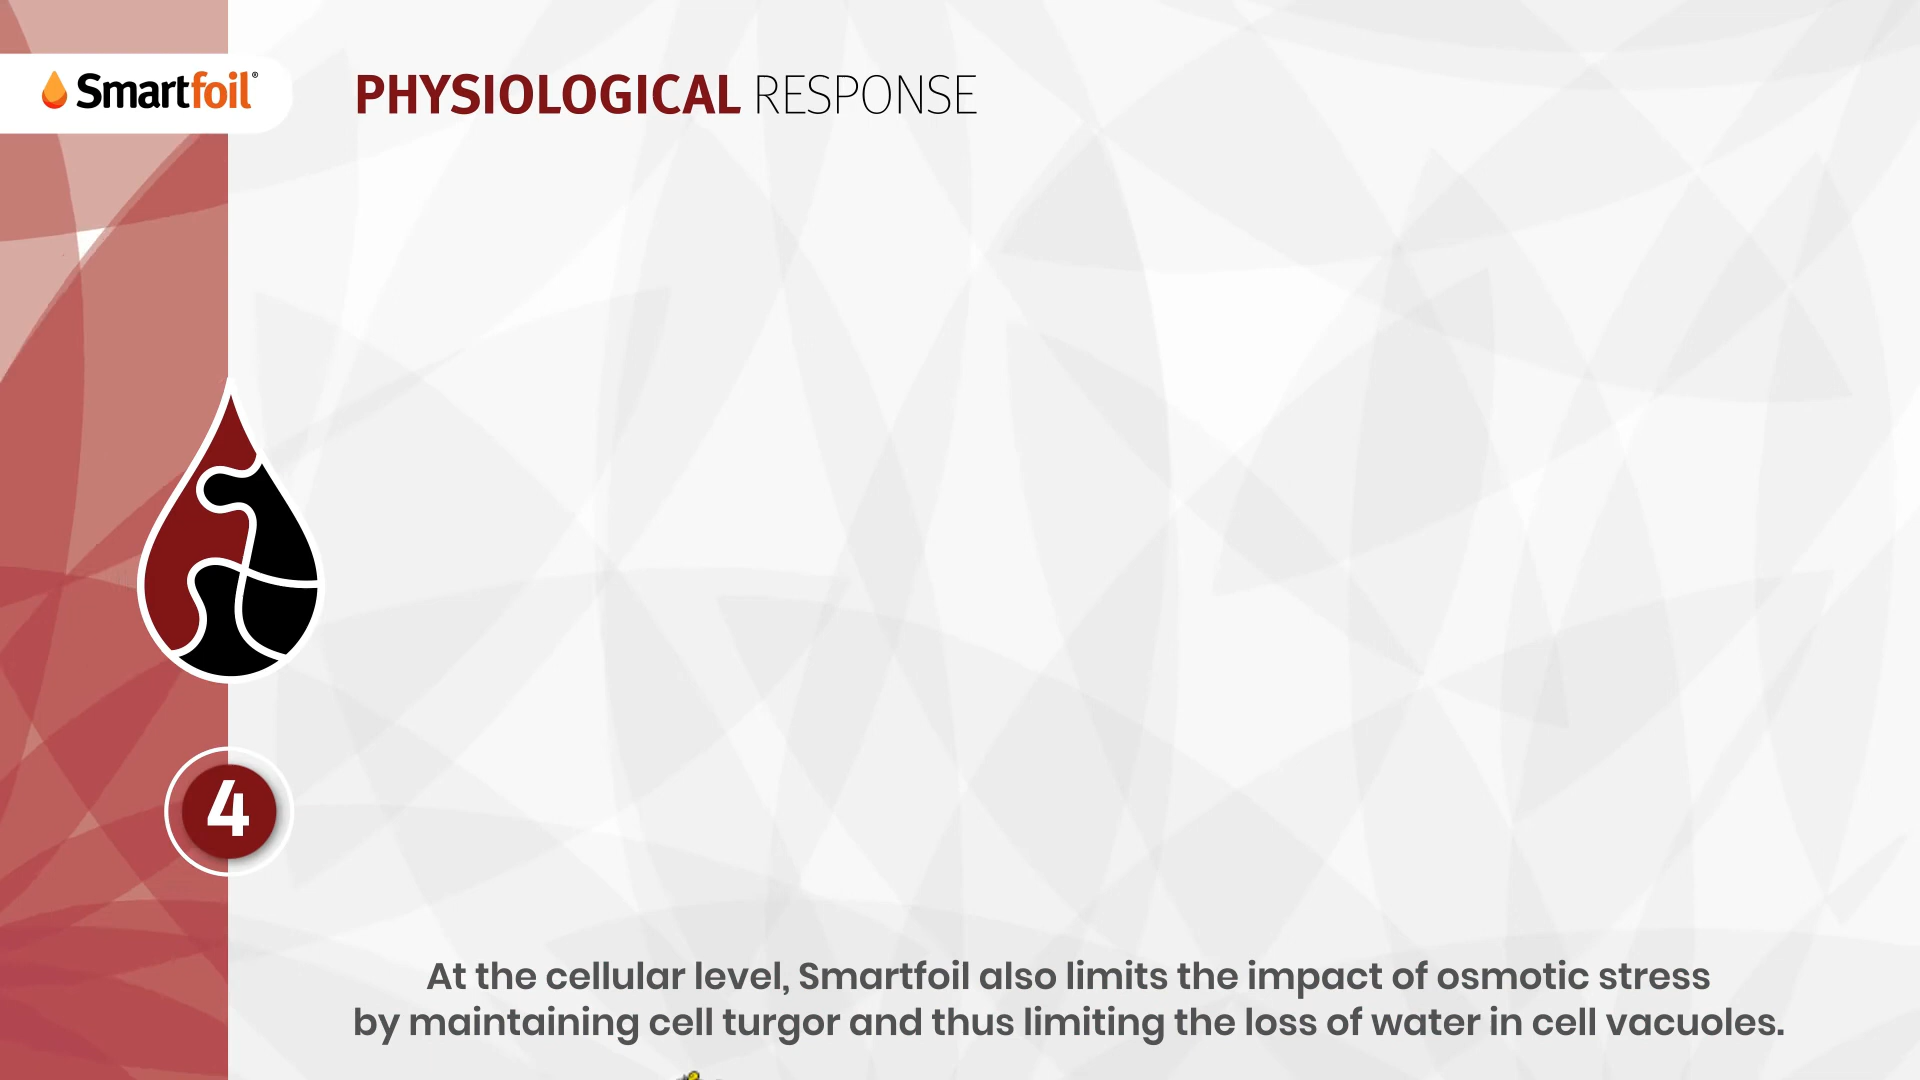 Smartfoil®
PHYSIOLOGICAL RESPONSE
4
At the cellular level, Smartfoil also limits the impact of osmotic stress
by maintaining cell turgor and thus limiting the loss of water in cell vacuoles.